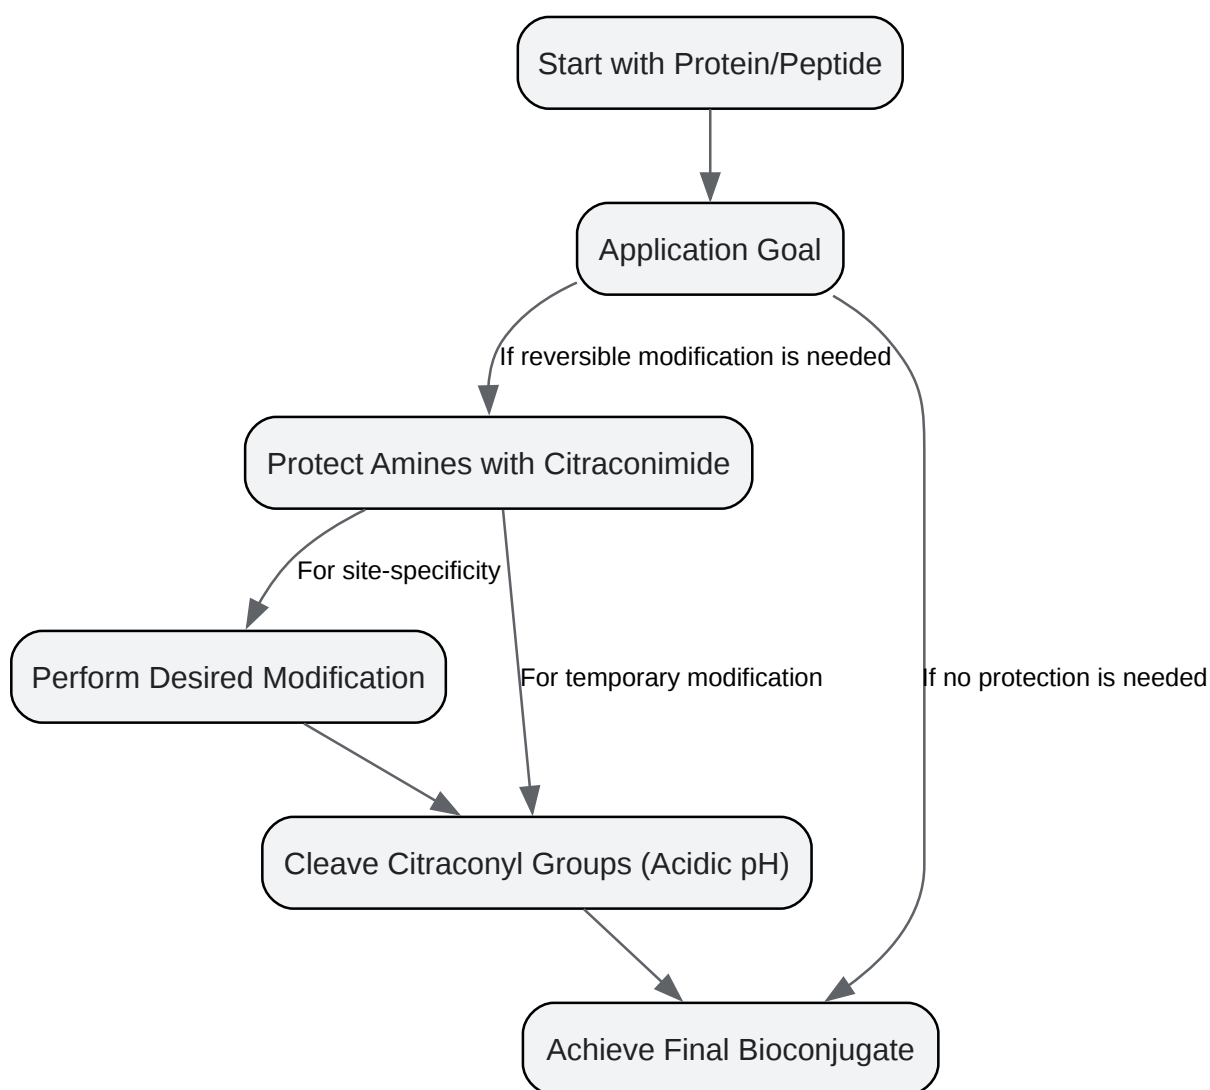 Start with Protein/Peptide
Application Goal
If reversible modification is needed
Protect Amines with Citraconimide
For site-specificity
Perform Desired Modification
For temporary modification
If no protection is needed
Cleave Citraconyl Groups (Acidic pH)
Achieve Final Bioconjugate